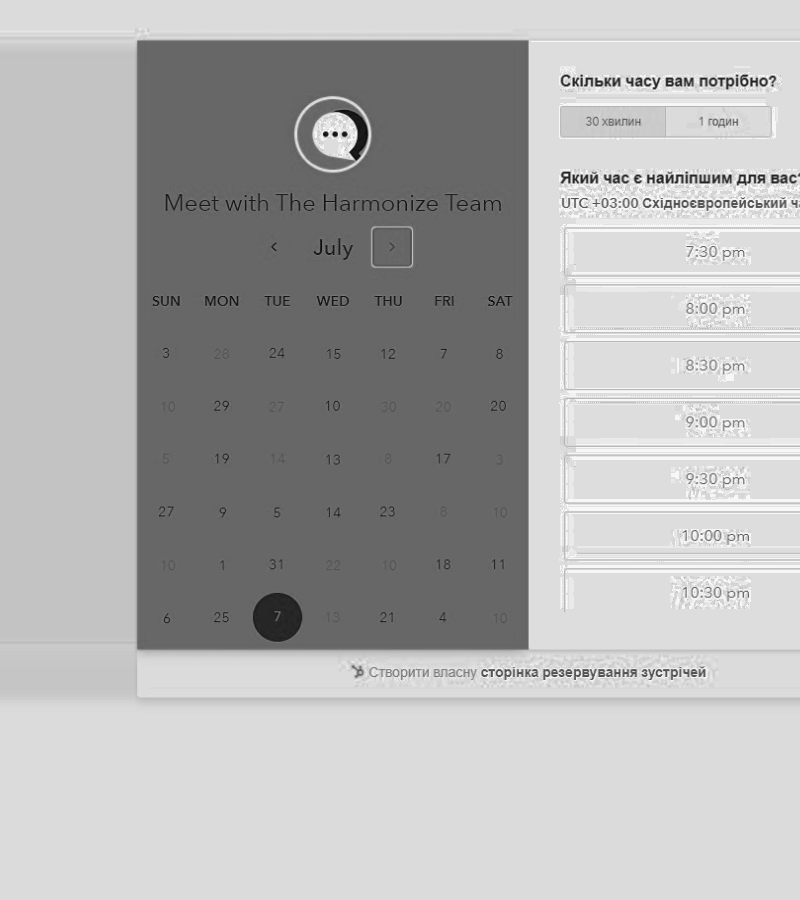 Meet with The Harmonize Team
July
SUN MON TUE WED THU FRI SAT
3 28 24 15 12 7 8
10 29 27 10 30 20 20
5 19 14 13 8 17 3
27 9 5 14 23 8 10
10 1 31 22 10 18 11
6 25 7 13 21 4 10
Скільки часу вам потрібно?
30 хвилин 1 годин
Який час є найліпшим для вас?
UTC +03:00 Східноєвропейський
7:30 pm
8:00 pm
8:30 pm
9:00 pm
9:30 pm
10:00 pm
10:30 pm
Створити власну сторінка резервування зустрічей